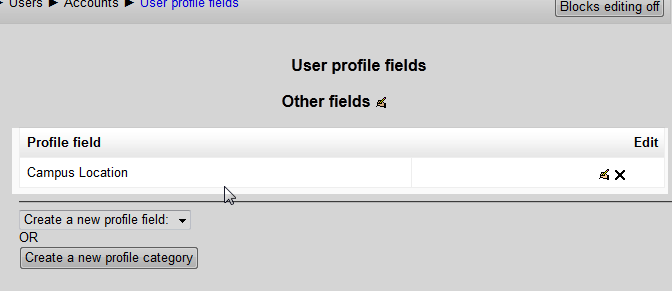 ► Users ► Accounts ► User profile fields
Blocks editing off
User profile fields
Other fields
Profile field Edit
Campus Location
Create a new profile field:
OR
Create a new profile category